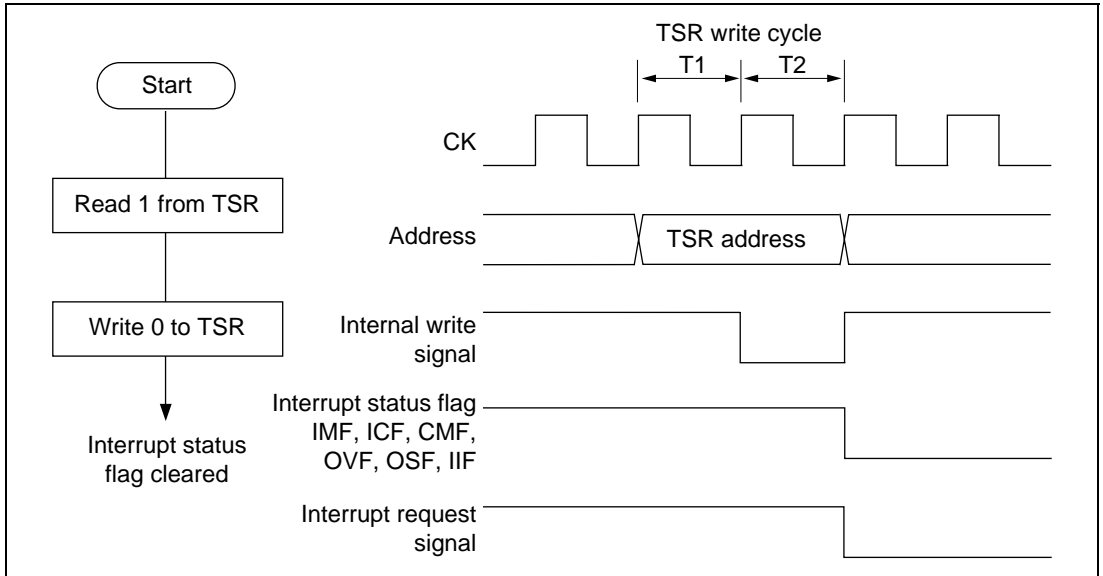 Start
Read 1 from TSR
Write 0 to TSR
Interrupt status
flag cleared
TSR write cycle
T1 T2
CK
Address
TSR address
Internal write
signal
Interrupt status flag
IMF, ICF, CMF,
OVF, OSF, IIF
Interrupt request
signal